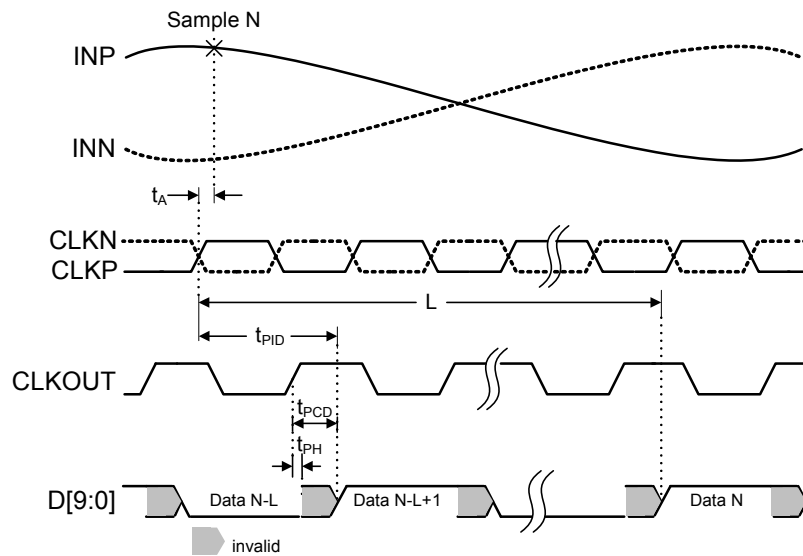 Sample N
INP
INN
tA
CLKN
CLKP
L
tPID
CLKOUT
tPCD
tPH
D[9:0]
Data N-L
Data N-L+1
Data N
invalid